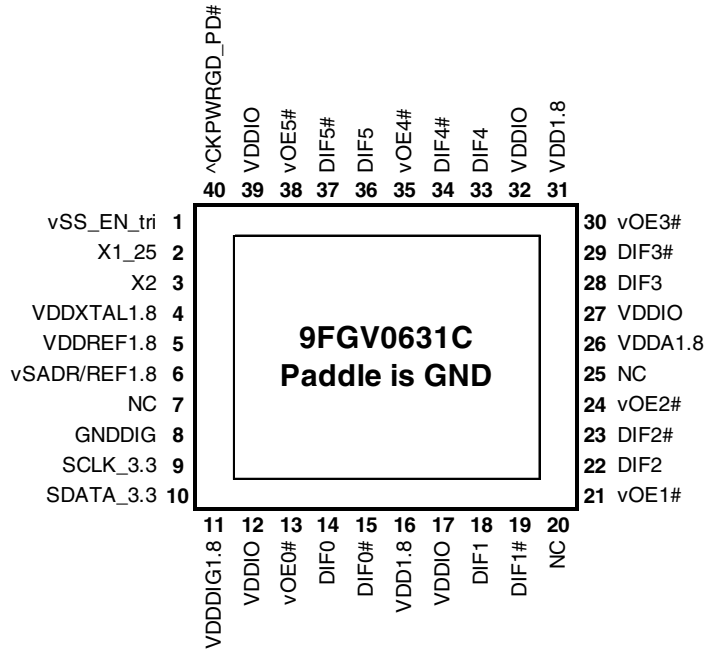 ^CKPWRGD_PD#
VDDIO
vOE5#
DIF5#
DIF5
vOE4#
DIF4#
DIF4
VDDIO
VDD1.8
40 39 38 37 36 35 34 33 32 31
vSS_EN_tri 1
X1_25 2
X2 3
VDDXTAL1.8 4
VDDREF1.8 5
vSADR/REF1.8 6
NC 7
GNDDIG 8
SCLK_3.3 9
SDATA_3.3 10
9FGV0631C
Paddle is GND
30 vOE3#
29 DIF3#
28 DIF3
27 VDDIO
26 VDDA1.8
25 NC
24 vOE2#
23 DIF2#
22 DIF2
21 vOE1#
11 12 13 14 15 16 17 18 19 20
VDDDIG1.8
VDDIO
vOE0#
DIF0
DIF0#
VDD1.8
VDDIO
DIF1
DIF1#
NC